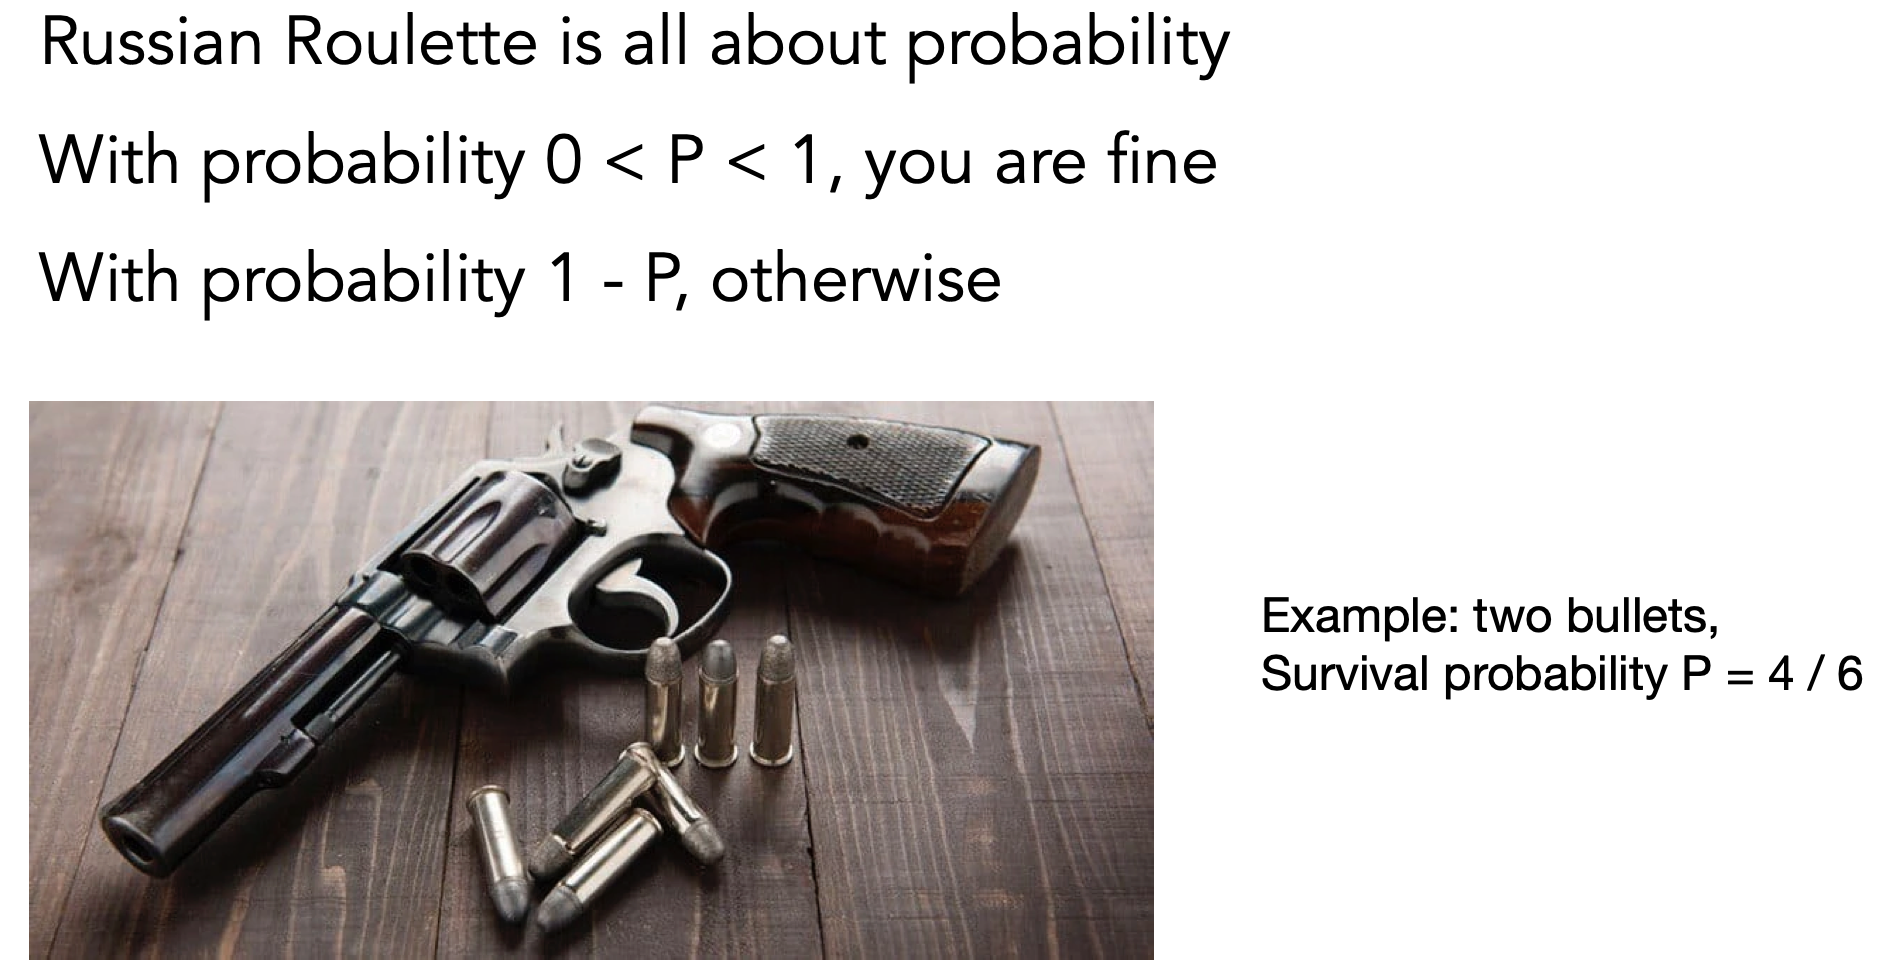 Russian Roulette is all about probability
With probability 0 < P < 1, you are fine
With probability 1 - P, otherwise
Example: two bullets,
Survival probability P = 4 / 6